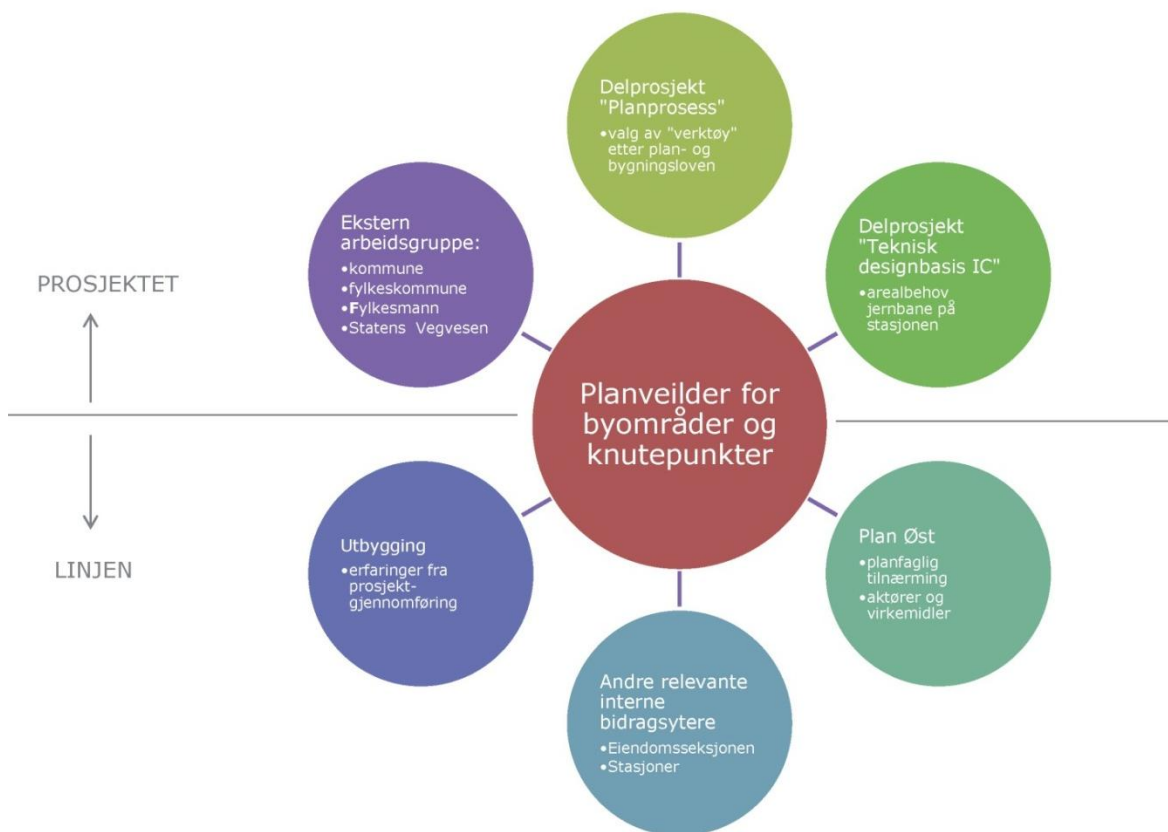 Delprosjekt
"Planprosess"
•valg av "verktøy"
etter plan- og
bygningsloven
Ekstern
arbeidsgruppe:
•kommune
•fylkeskommune
•Fylkesmann
•Statens Vegvesen
Delprosjekt
"Teknisk
designbasis IC"
•arealbehov
jernbane på
stasjonen
PROSJEKTET
Planveilder for
byområder og
knutepunkter
LINJEN
Utbygging
•erfaringer fra
prosjekt-
gjennomføring
Plan Øst
•planfaglig
tilnærming
•aktører og
virkemidler
Andre relevante
interne
bidragsytere
•Eiendomsseksjonen
•Stasjoner